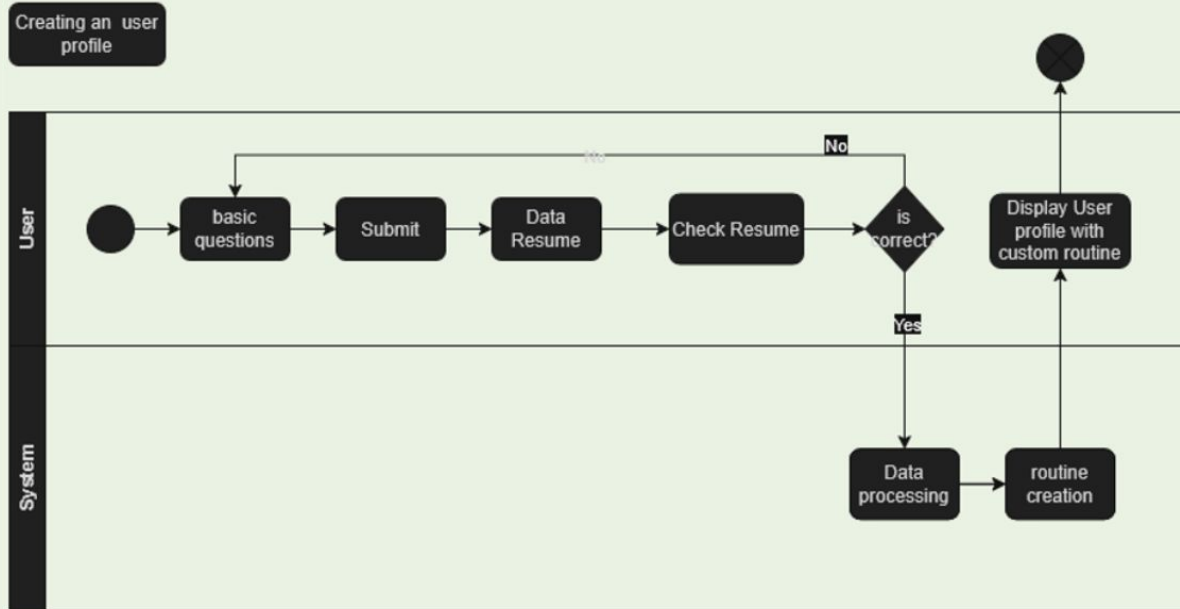 Creating an user
profile
User
No
No
basic
questions
Submit
Data
Resume
Check Resume
is
correct?
Yes
Display User
profile with
custom routine
System
Data
processing
routine
creation